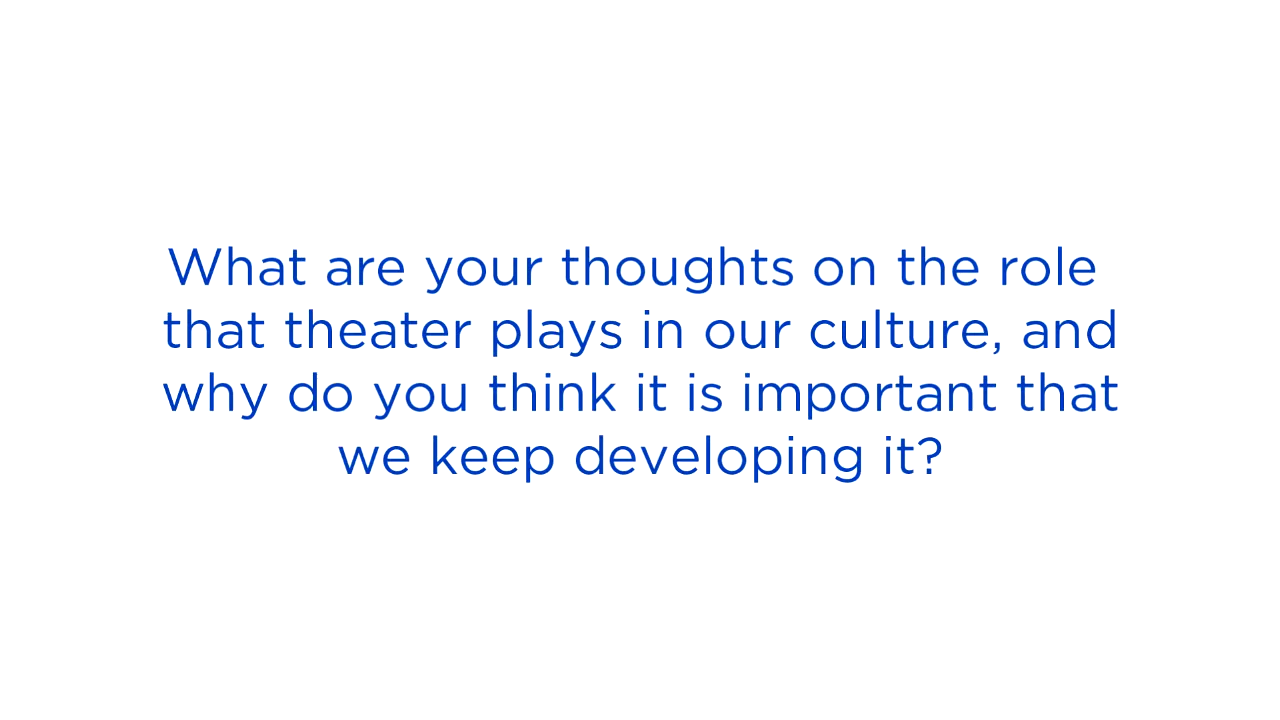 What are your thoughts on the role
that theater plays in our culture, and
why do you think it is important that
we keep developing it?